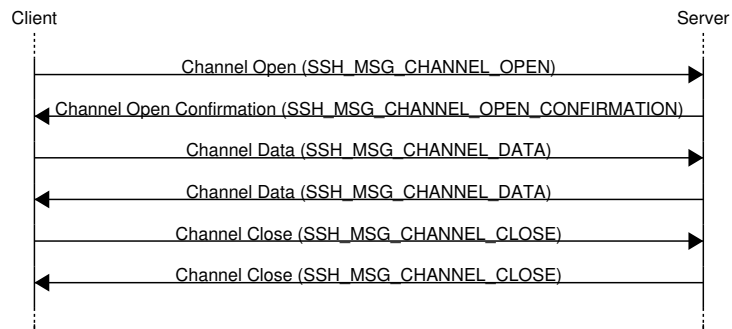 Client Server
Channel Open (SSH_MSG_CHANNEL_OPEN)
Channel Open Confirmation (SSH_MSG_CHANNEL_OPEN_CONFIRMATION)
Channel Data (SSH_MSG_CHANNEL_DATA)
Channel Data (SSH_MSG_CHANNEL_DATA)
Channel Close (SSH_MSG_CHANNEL_CLOSE)
Channel Close (SSH_MSG_CHANNEL_CLOSE)